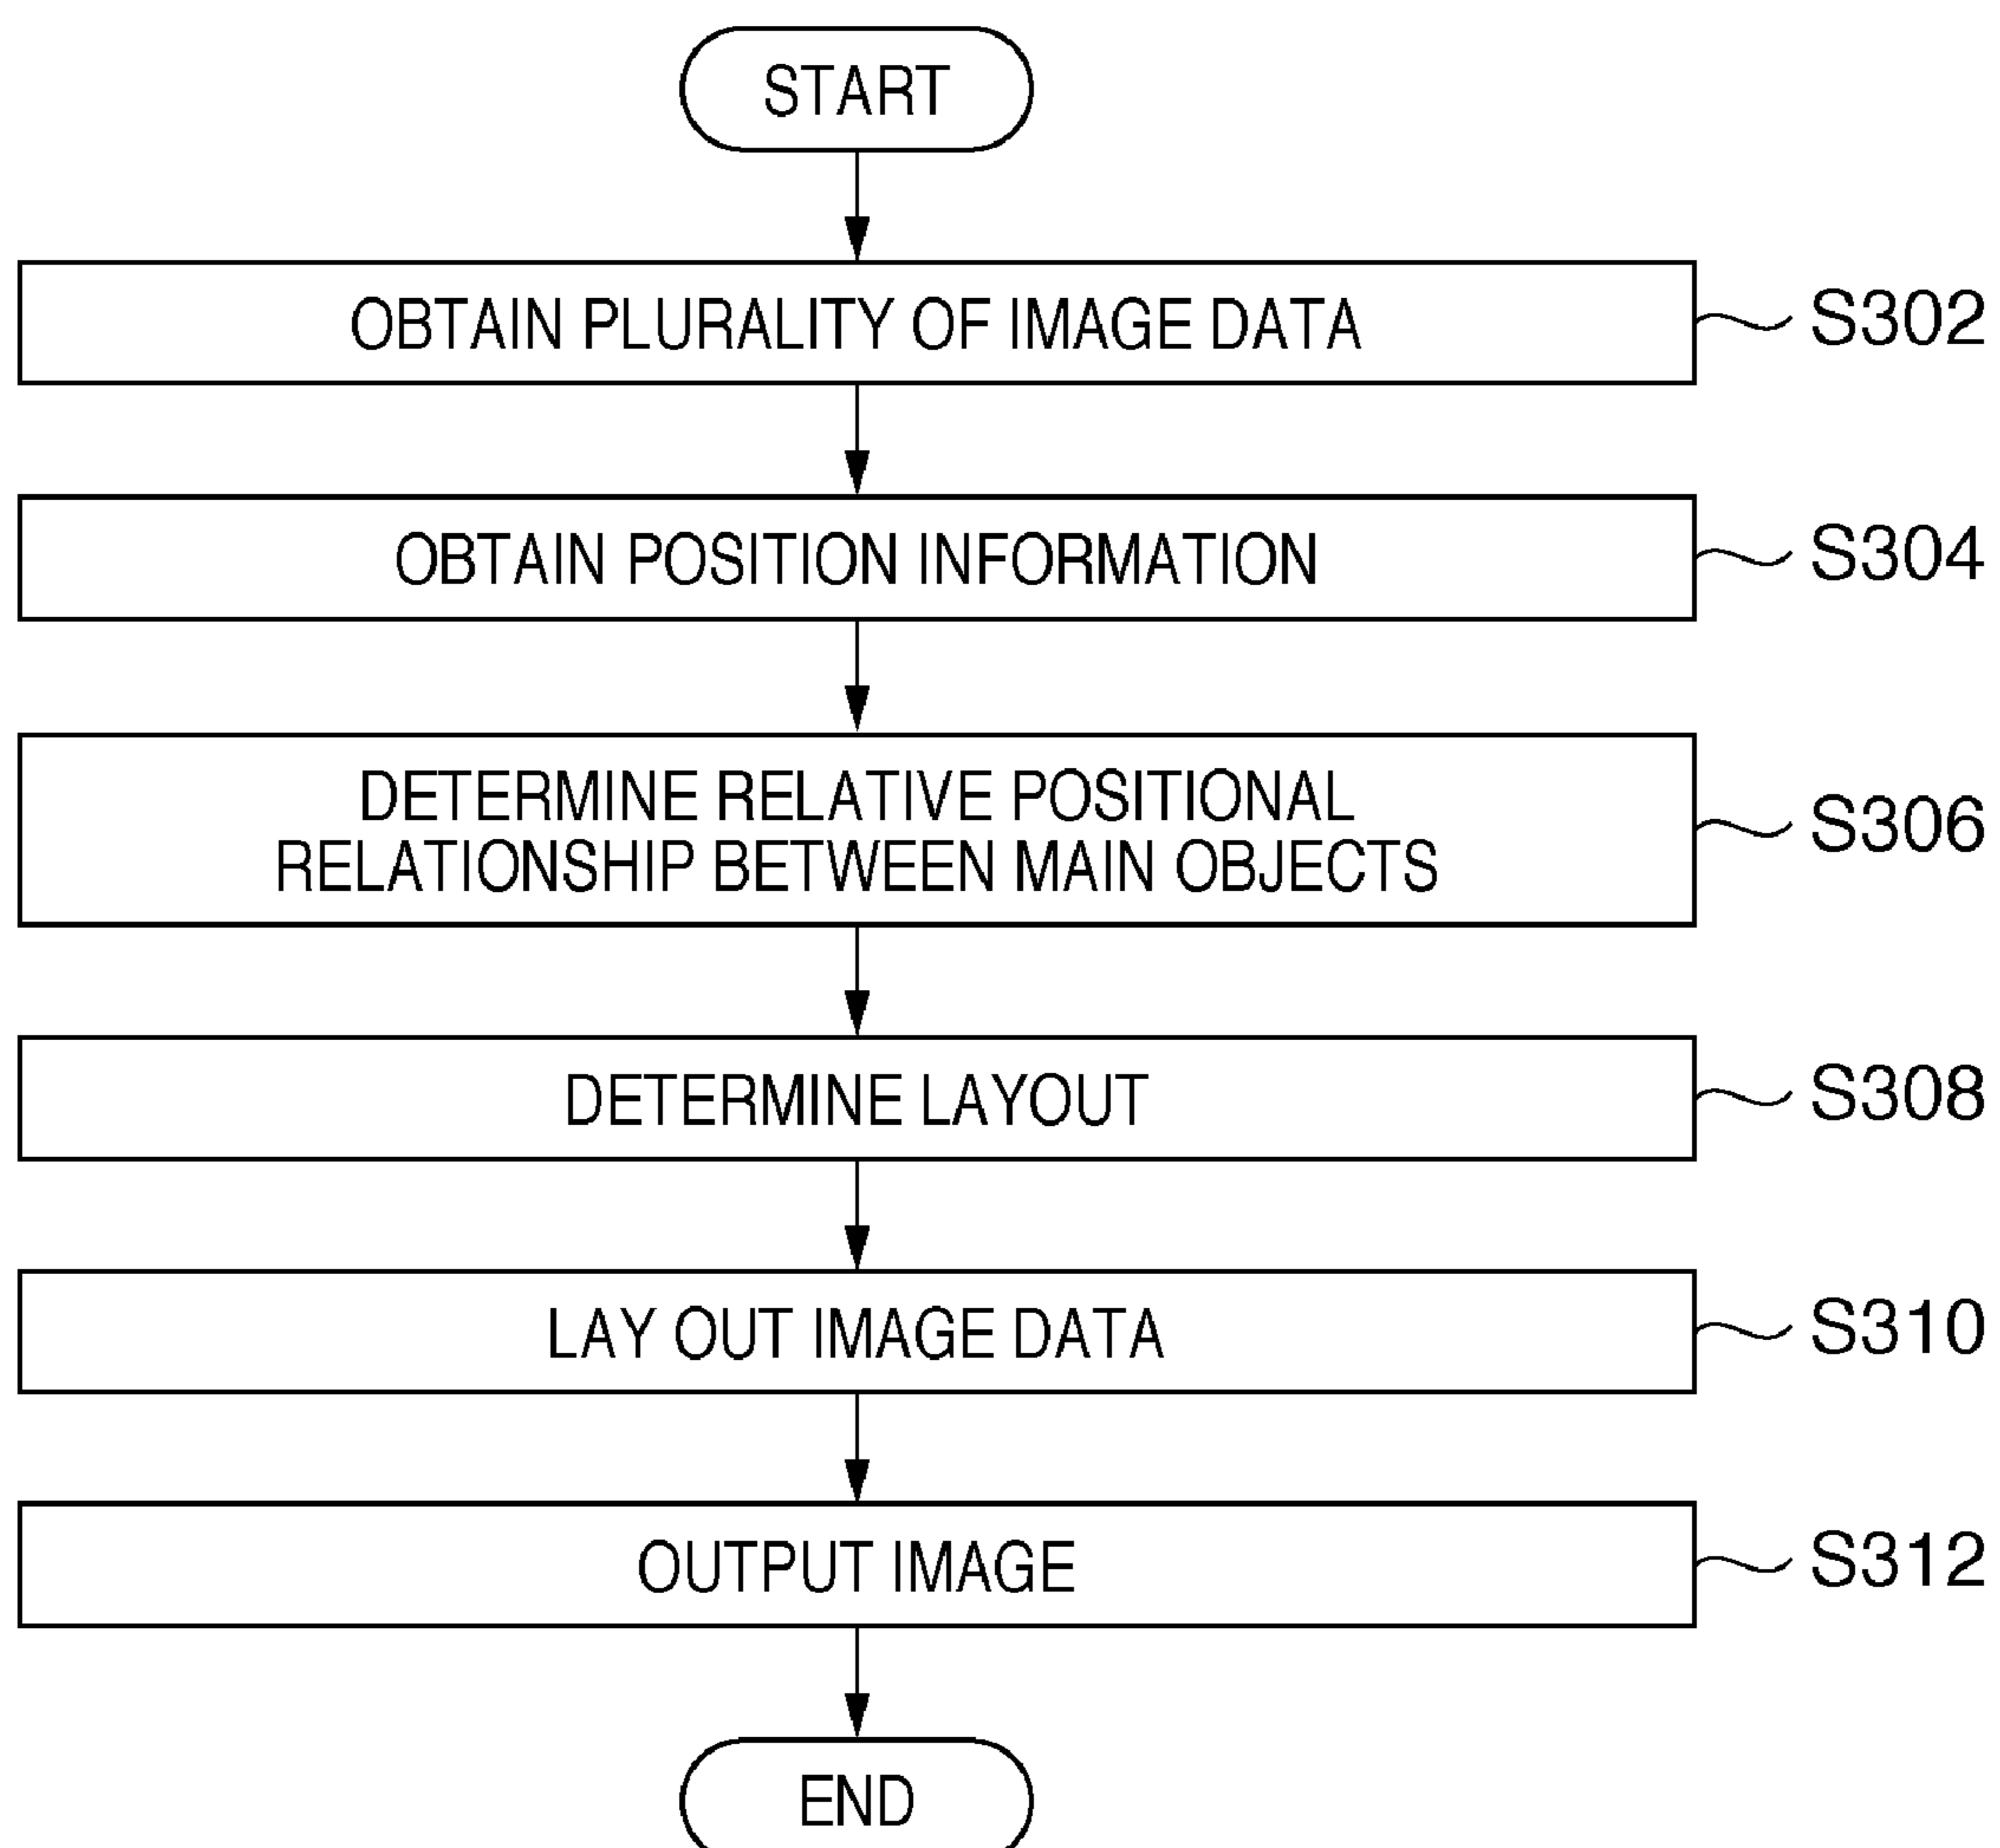 START
OBTAIN PLURALITY OF IMAGE DATA
S302
OBTAIN POSITION INFORMATION
S304
DETERMINE RELATIVE POSITIONAL
RELATIONSHIP BETWEEN MAIN OBJECTS
S306
DETERMINE LAYOUT
S308
LAY OUT IMAGE DATA
S310
OUTPUT IMAGE
S312
END